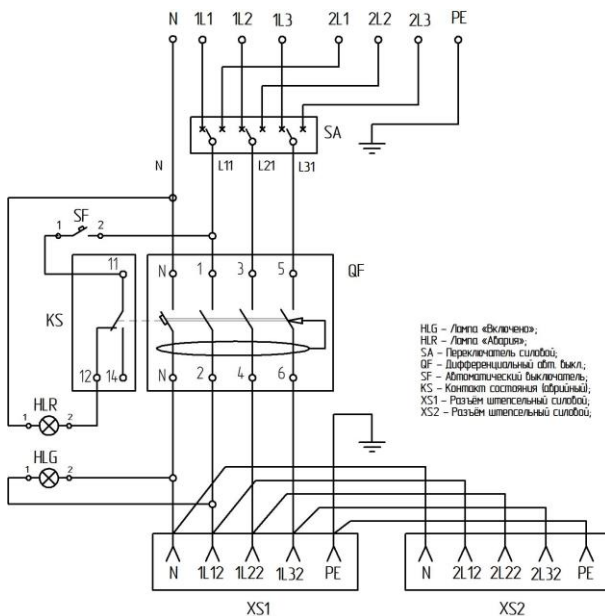 N 1L1 1L2 1L3 2L1 2L2 2L3 PE
SA
N L11 L21 L31
SF
1 2
11 N 1 3 5 QF
KS
12 14 N 2 4 6
HLR
1 2
HLG
1 2
HLG – Лампа «Включено»;
HLR – Лампа «Авария»;
SA – Переключатель силовой;
QF – Дифференциальный авт. выкл.;
SF – Автоматический выключатель;
KS – Контакт состояния (аврийный);
XS1 – Разъём штепсельный силовой;
XS2 – Разъём штепсельный силовой;
N 1L12 1L22 1L32 PE N 2L12 2L22 2L32 PE
XS1 XS2